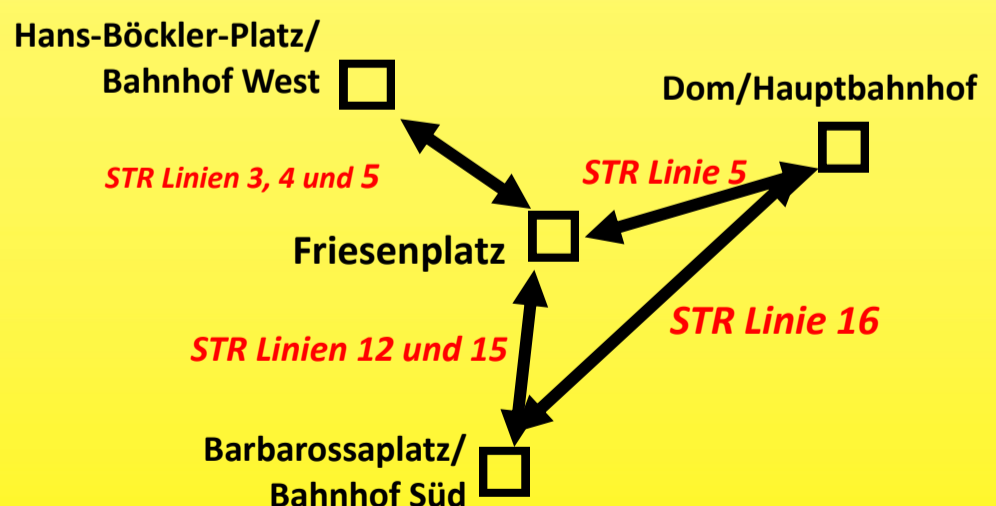 Hans-Böckler-Platz/
Bahnhof West
Dom/Hauptbahnhof
STR Linien 3, 4 und 5
STR Linie 5
Friesenplatz
STR Linie 16
STR Linien 12 und 15
Barbarossaplatz/
Bahnhof Süd